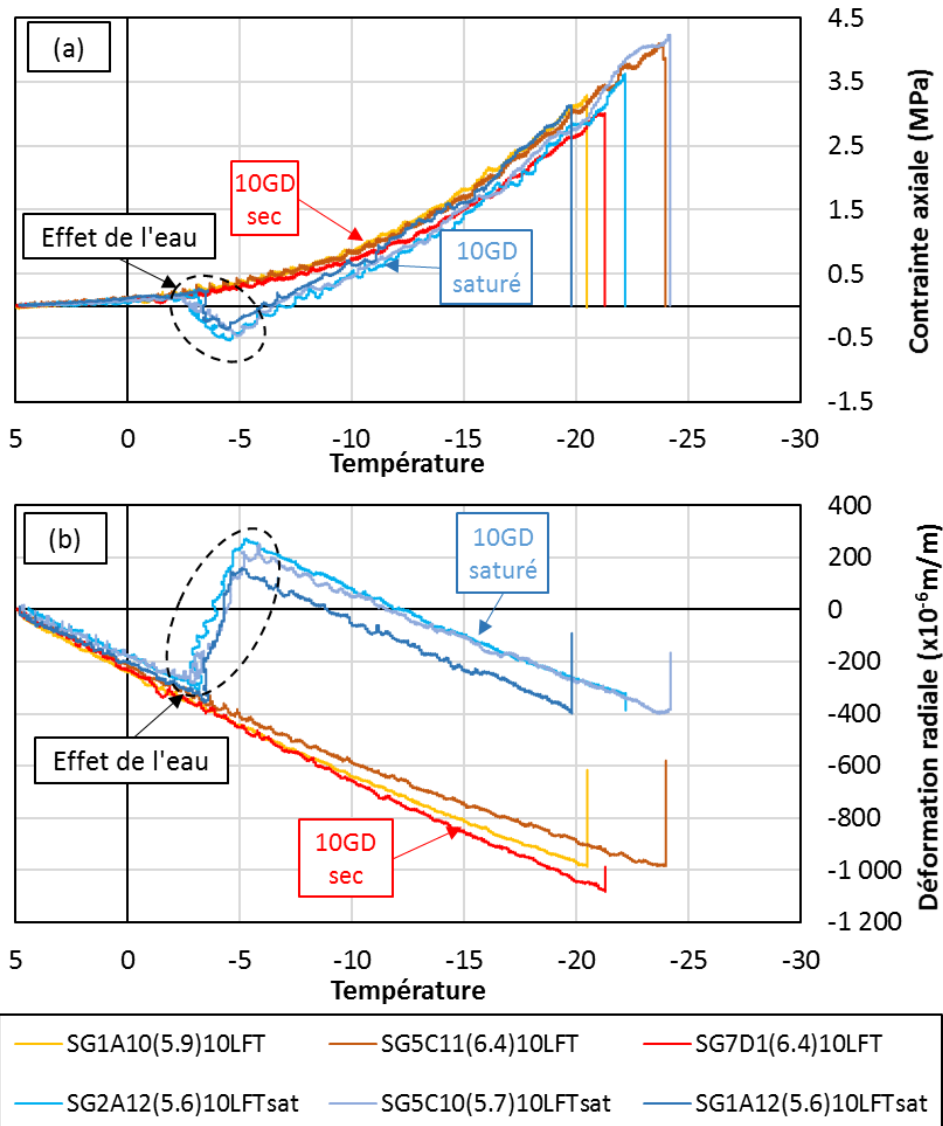 (a)
4.5
3.5
2.5
1.5
0.5
-0.5
-1.5
Contrainte axiale (MPa)
10GD
sec
Effet de l'eau
10GD
saturé
5 0 -5 -10 -15 -20 -25 -30
Température
(b)
400
200
0
-200
-400
-600
-800
-1 000
-1 200
Déformation radiale (x10⁻⁶m/m)
10GD
saturé
Effet de l'eau
10GD
sec
5 0 -5 -10 -15 -20 -25 -30
Température
SG1A10(5.9)10LFT SG5C11(6.4)10LFT SG7D1(6.4)10LFT
SG2A12(5.6)10LFTsat SG5C10(5.7)10LFTsat SG1A12(5.6)10LFTsat